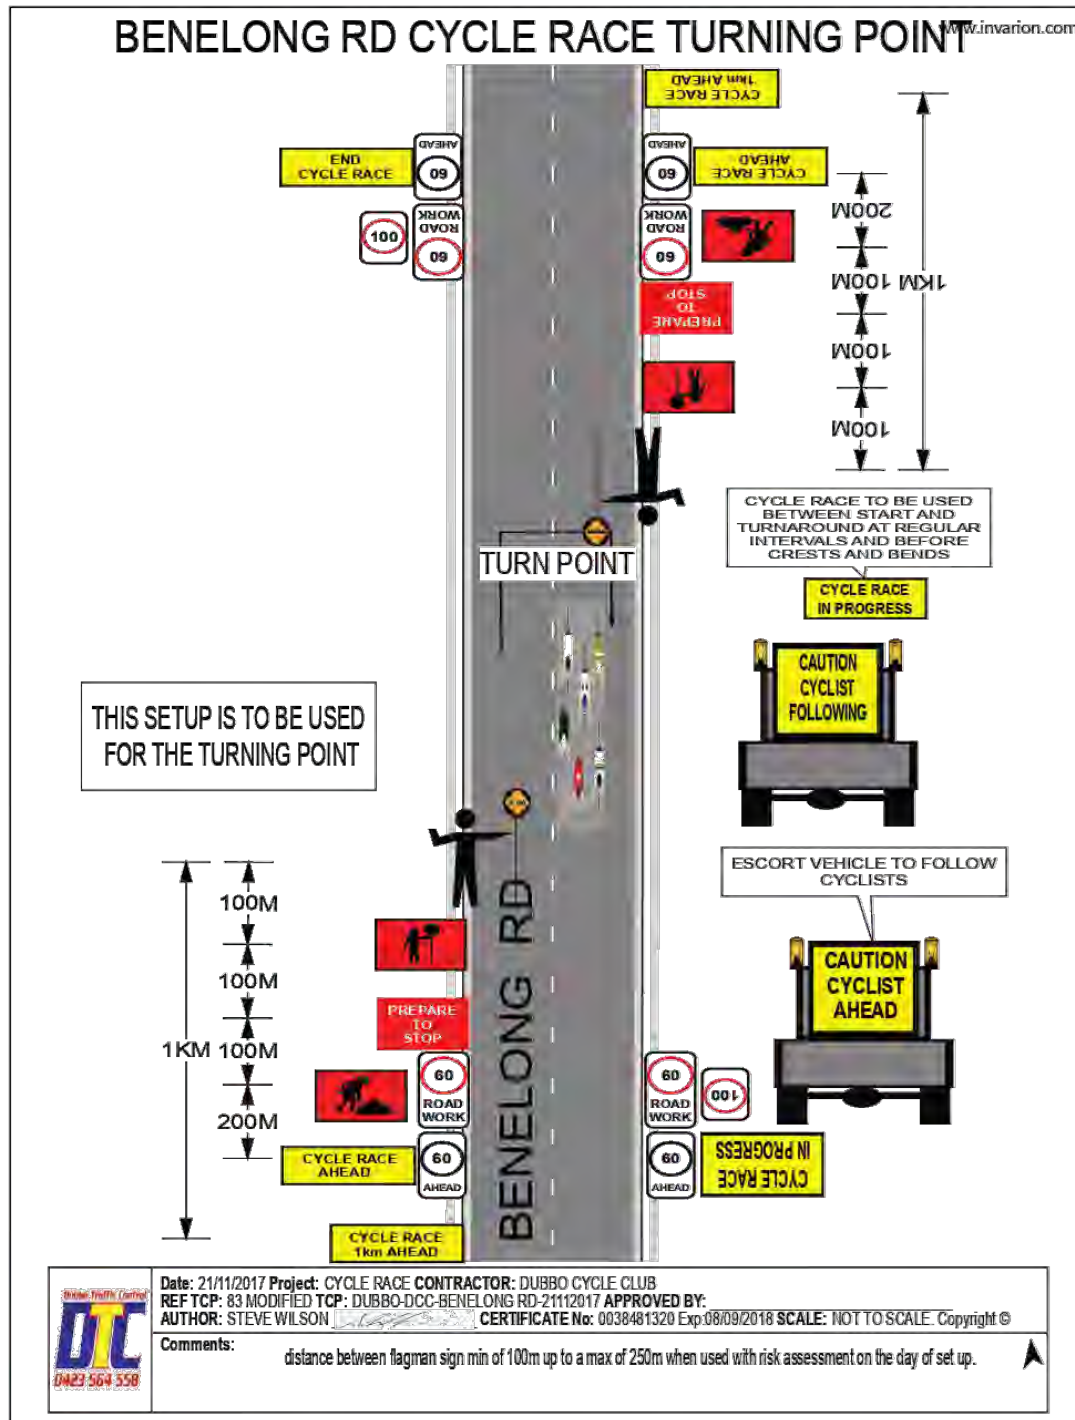 BENELONG RD CYCLE RACE TURNING POINT
www.invarion.com
CYCLE RACE
1km AHEAD
END
CYCLE RACE
60
AHEAD
60
AHEAD
CYCLE RACE
AHEAD
100
ROAD
WORK
60
ROAD
WORK
60
PREPARE
TO
STOP
200M
100M
100M
100M
1KM
CYCLE RACE TO BE USED
BETWEEN START AND
TURNAROUND AT REGULAR
INTERVALS AND BEFORE
CRESTS AND BENDS
TURN POINT
CYCLE RACE
IN PROGRESS
CAUTION
CYCLIST
FOLLOWING
THIS SETUP IS TO BE USED
FOR THE TURNING POINT
ESCORT VEHICLE TO FOLLOW
CYCLISTS
CAUTION
CYCLIST
AHEAD
BENELONG RD
1KM
100M
100M
100M
200M
PREPARE
TO
STOP
60
ROAD
WORK
60
ROAD
WORK
100
CYCLE RACE
AHEAD
60
AHEAD
60
AHEAD
CYCLE RACE
IN PROGRESS
CYCLE RACE
1km AHEAD
Dubbo Traffic Control
DTC
0423 564 558
Date: 21/11/2017 Project: CYCLE RACE CONTRACTOR: DUBBO CYCLE CLUB
REF TCP: 83 MODIFIED TCP: DUBBO-DCC-BENELONG RD-21112017 APPROVED BY:
AUTHOR: STEVE WILSON CERTIFICATE No: 0038481320 Exp:08/09/2018 SCALE: NOT TO SCALE. Copyright ©
Comments:
distance between flagman sign min of 100m up to a max of 250m when used with risk assessment on the day of set up.